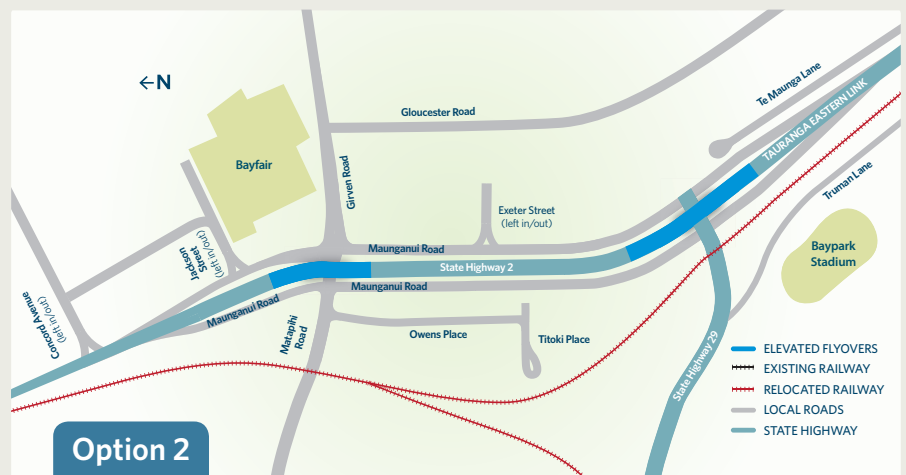 ←N
Gloucester Road
Te Maunga Lane
TAURANGA EASTERN LINK
Bayfair
Girven Road
Truman Lane
Exeter Street
(left in/out)
Maunganui Road
Jackson
Street
(left in/out)
Baypark
Stadium
State Highway 2
Maunganui Road
Maunganui Road
Concord Avenue
(left in/out)
Matapihi
Road
Owens Place
Titoki Place
State Highway 29
ELEVATED FLYOVERS
EXISTING RAILWAY
RELOCATED RAILWAY
LOCAL ROADS
STATE HIGHWAY
Option 2